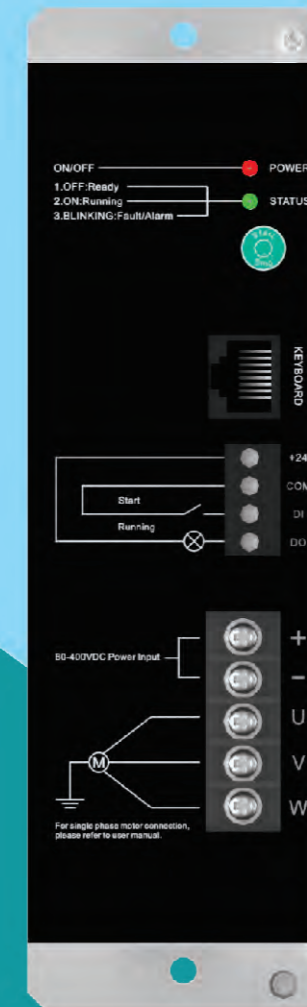 ON/OFF
POWER
1.OFF:Ready
2.ON:Running
STATUS
3.BLINKING:Fault/Alarm
KEYBOARD
+24
COM
Start
DI
Running
DO
+
80-400VDC Power Input
-
U
M
V
W
For single phase motor connection,
please refer to user manual.